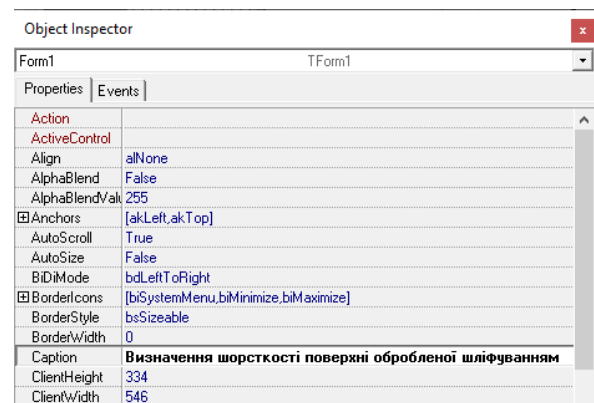 Object Inspector
Form1 TForm1
Properties Events
Action
ActiveControl
Align alNone
AlphaBlend False
AlphaBlendValu 255
Anchors [akLeft,akTop]
AutoScroll True
AutoSize False
BiDiMode bdLeftToRight
BorderIcons [biSystemMenu,biMinimize,biMaximize]
BorderStyle bsSizeable
BorderWidth 0
Caption Визначення шорсткості поверхні обробленої шліфуванням
ClientHeight 334
ClientWidth 546